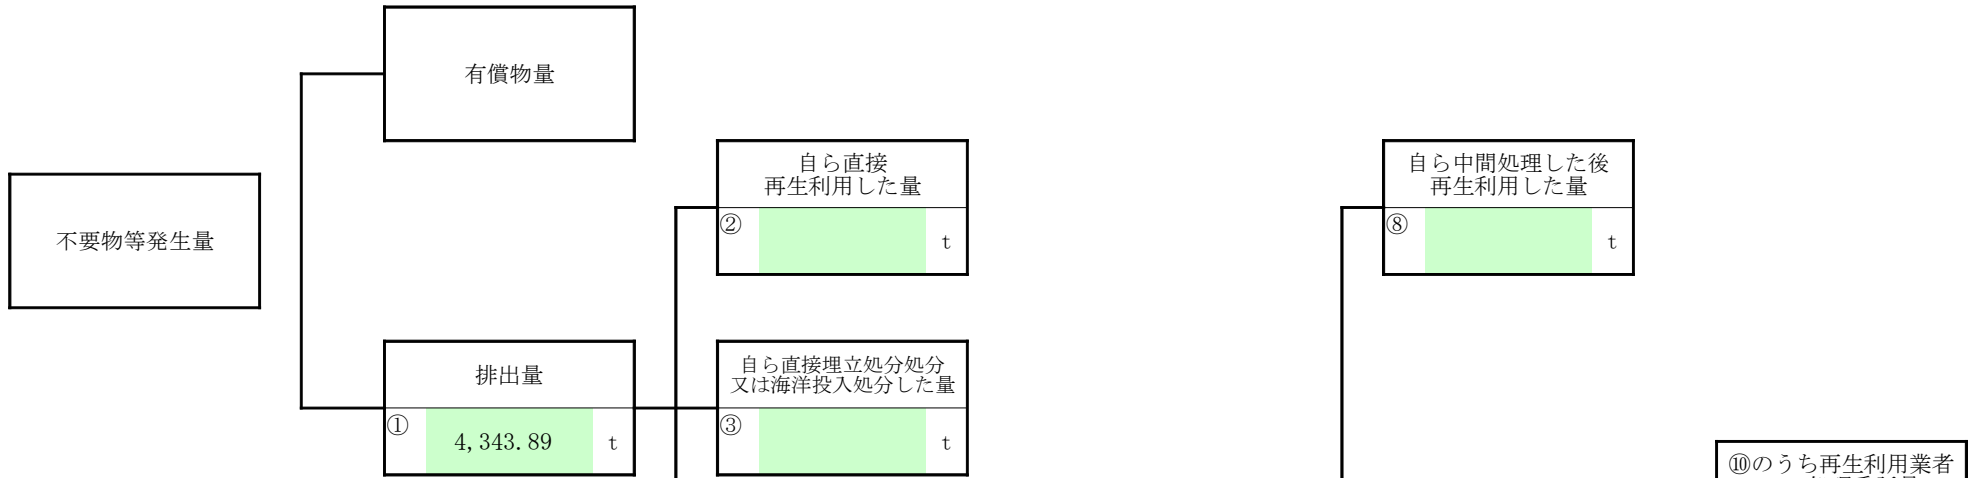 有償物量
自ら直接
再生利用した量
② t
自ら中間処理した後
再生利用した量
⑧ t
不要物等発生量
排出量
① 4,343.89 t
自ら直接埋立処分処分
又は海洋投入処分した量
③ t
⑩のうち再生利用業者